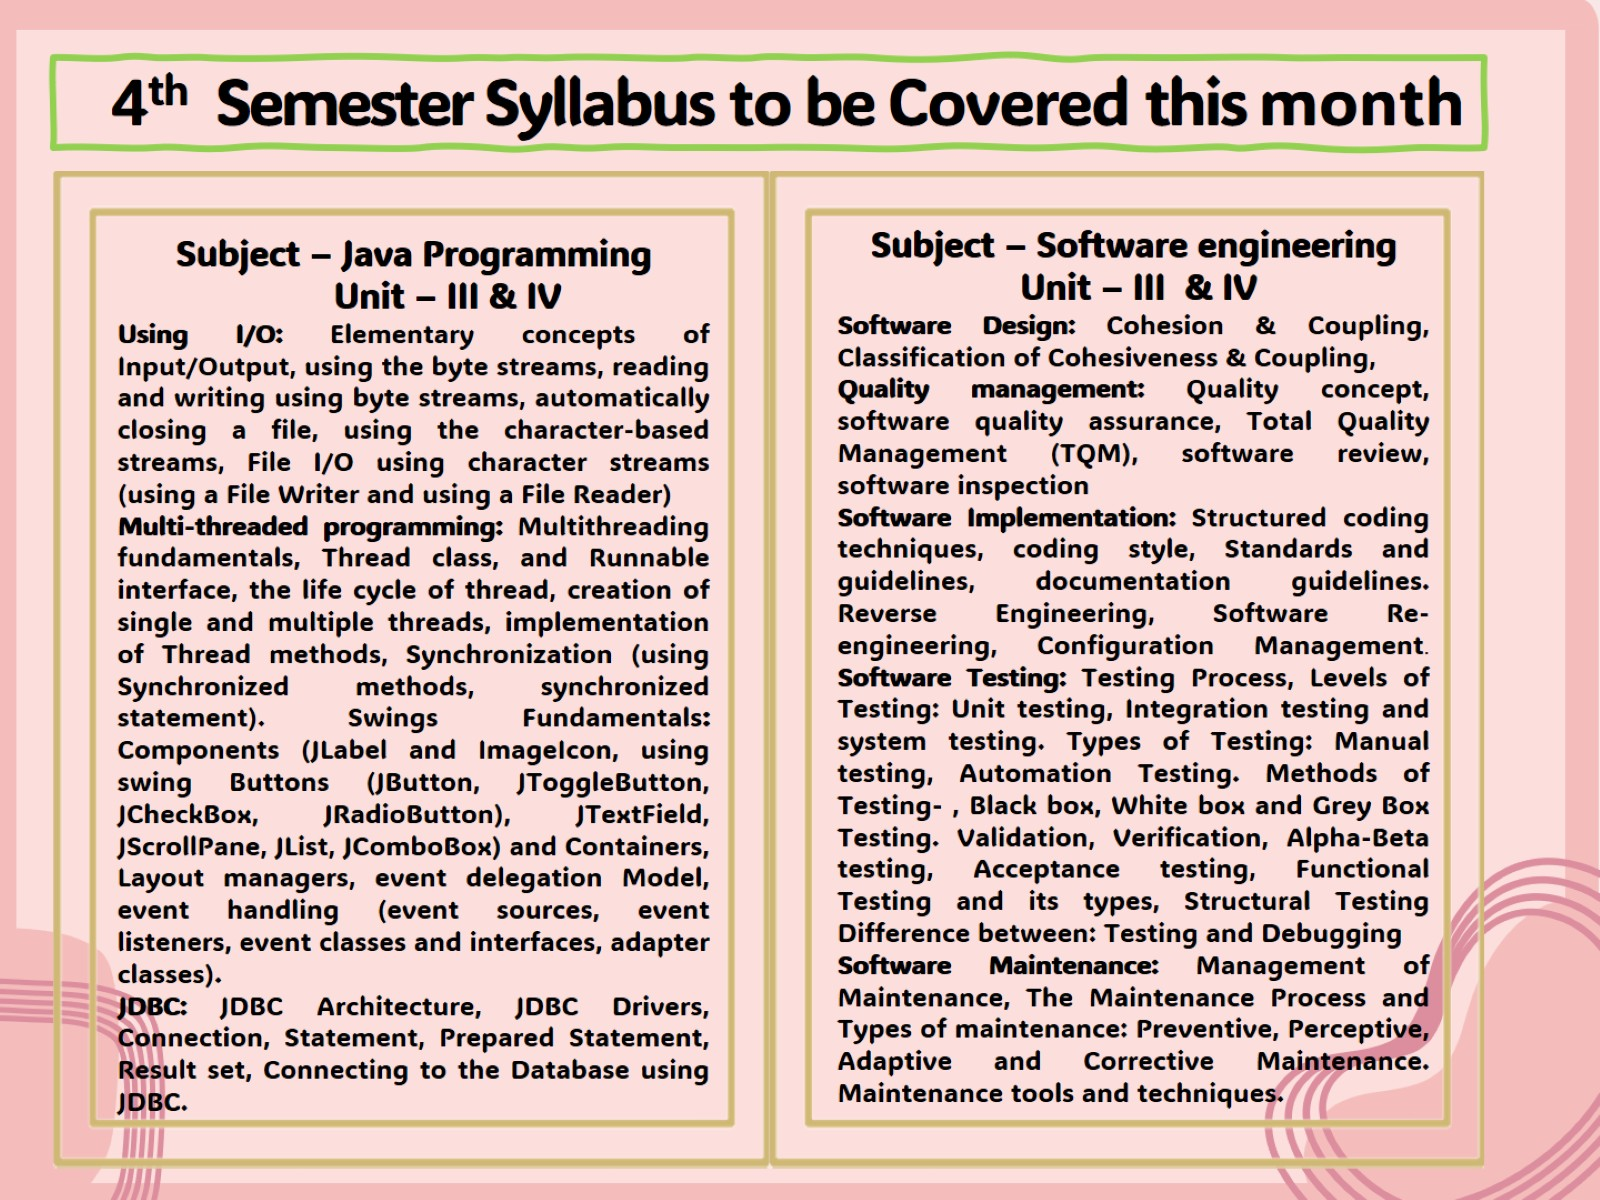 4th Semester Syllabus to be Covered this month
Subject – Java Programming
Unit – III & IV
Using I/O: Elementary concepts of
Input/Output, using the byte streams, reading
and writing using byte streams, automatically
closing a file, using the character-based
streams, File I/O using character streams
(using a File Writer and using a File Reader)
Multi-threaded programming: Multithreading
fundamentals, Thread class, and Runnable
interface, the life cycle of thread, creation of
single and multiple threads, implementation
of Thread methods, Synchronization (using
Synchronized methods, synchronized
statement). Swings Fundamentals:
Components (JLabel and ImageIcon, using
swing Buttons (JButton, JToggleButton,
JCheckBox, JRadioButton), JTextField,
JScrollPane, JList, JComboBox) and Containers,
Layout managers, event delegation Model,
event handling (event sources, event
listeners, event classes and interfaces, adapter
classes).
JDBC: JDBC Architecture, JDBC Drivers,
Connection, Statement, Prepared Statement,
Result set, Connecting to the Database using
JDBC.
Subject – Software engineering
Unit – III & IV
Software Design: Cohesion & Coupling,
Classification of Cohesiveness & Coupling,
Quality management: Quality concept,
software quality assurance, Total Quality
Management (TQM), software review,
software inspection
Software Implementation: Structured coding
techniques, coding style, Standards and
guidelines, documentation guidelines.
Reverse Engineering, Software Re-
engineering, Configuration Management.
Software Testing: Testing Process, Levels of
Testing: Unit testing, Integration testing and
system testing. Types of Testing: Manual
testing, Automation Testing. Methods of
Testing- , Black box, White box and Grey Box
Testing. Validation, Verification, Alpha-Beta
testing, Acceptance testing, Functional
Testing and its types, Structural Testing
Difference between: Testing and Debugging
Software Maintenance: Management of
Maintenance, The Maintenance Process and
Types of maintenance: Preventive, Perceptive,
Adaptive and Corrective Maintenance.
Maintenance tools and techniques.